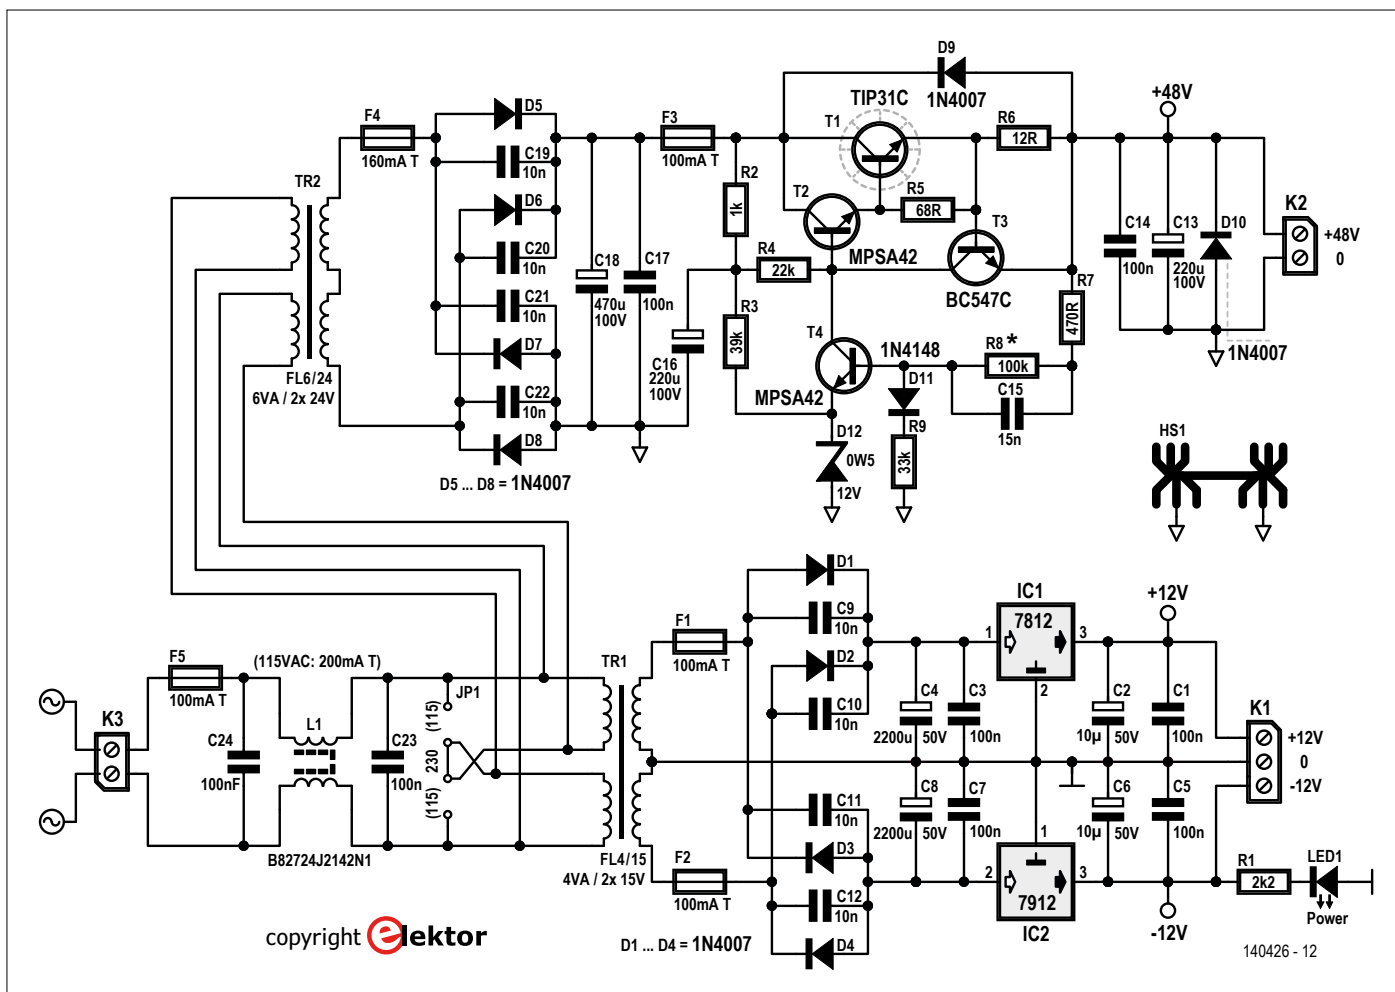 D9
1N4007
TIP31C
T1
+48V
F4
160mA T
D5
C19
10n
F3
100mA T
R6
12R
TR2
R2
1k
T2
R5
68R
T3
D6
C20
10n
C18
470u
100V
C17
100n
R4
22k
MPSA42
BC547C
C14
100n
C13
220u
100V
D10
K2
+48V
0
R7
470R
C21
10n
D7
C22
10n
D8
R3
39k
C16
220u
100V
T4
MPSA42
1N4148
D11
R8*
100k
C15
15n
1N4007
FL6/24
6VA / 2x 24V
D12
0W5
12V
R9
33k
HS1
D5 ... D8 = 1N4007
D1
C9
10n
D2
C10
10n
IC1
7812
1
3
2
+12V
F1
100mA T
F5
100mA T
(115VAC: 200mA T)
JP1
TR1
K3
C24
100nF
L1
C23
100n
(115)
230
(115)
C4
2200u
50V
C3
100n
C2
10µ
50V
C1
100n
K1
+12V
0
-12V
C11
10n
D3
C12
10n
D4
C8
2200u
50V
C7
100n
1
C6
10µ
50V
C5
100n
B82724J2142N1
FL4/15
4VA / 2x 15V
F2
100mA T
2
3
7912
IC2
R1
2k2
LED1
Power
-12V
copyright elektor
D1 ... D4 = 1N4007
140426 - 12